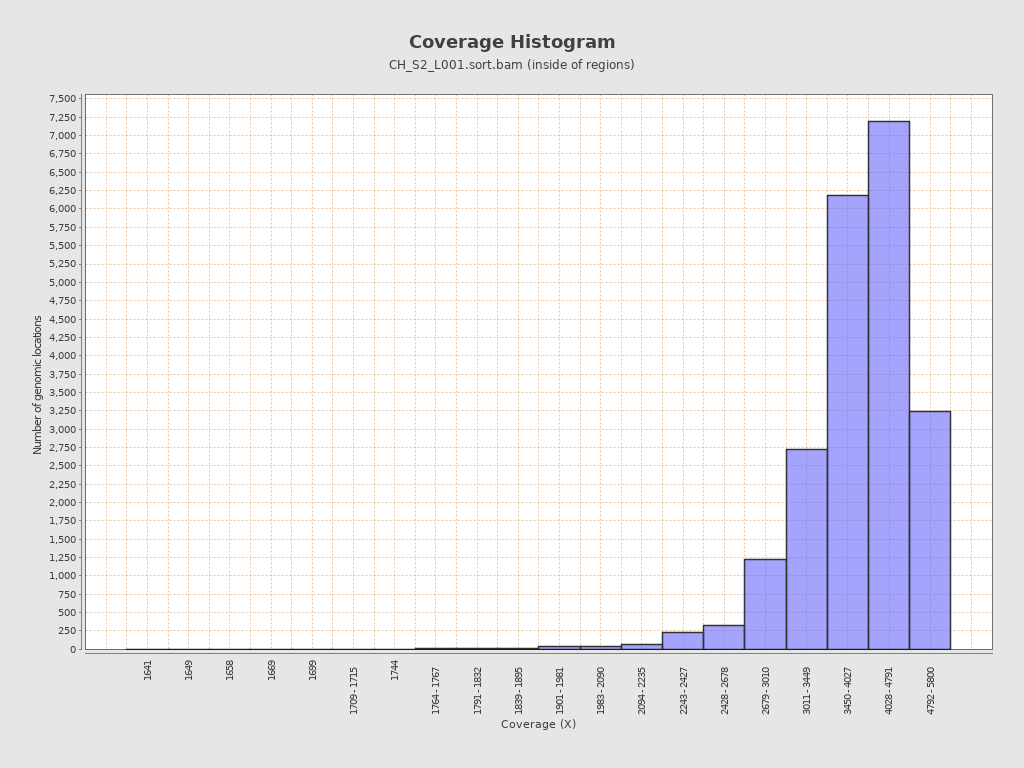 Coverage Histogram
CH_S2_L001.sort.bam (inside of regions)
Number of genomic locations
7,500
7,250
7,000
6,750
6,500
6,250
6,000
5,750
5,500
5,250
5,000
4,750
4,500
4,250
4,000
3,750
3,500
3,250
3,000
2,750
2,500
2,250
2,000
1,750
1,500
1,250
1,000
750
500
250
0
1641
1649
1658
1669
1699
1709 - 1715
1744
1764 - 1767
1791 - 1832
1839 - 1895
1901 - 1981
1983 - 2090
2094 - 2235
2243 - 2427
2428 - 2678
2679 - 3010
3011 - 3449
3450 - 4027
4028 - 4791
4792 - 5800
Coverage (X)